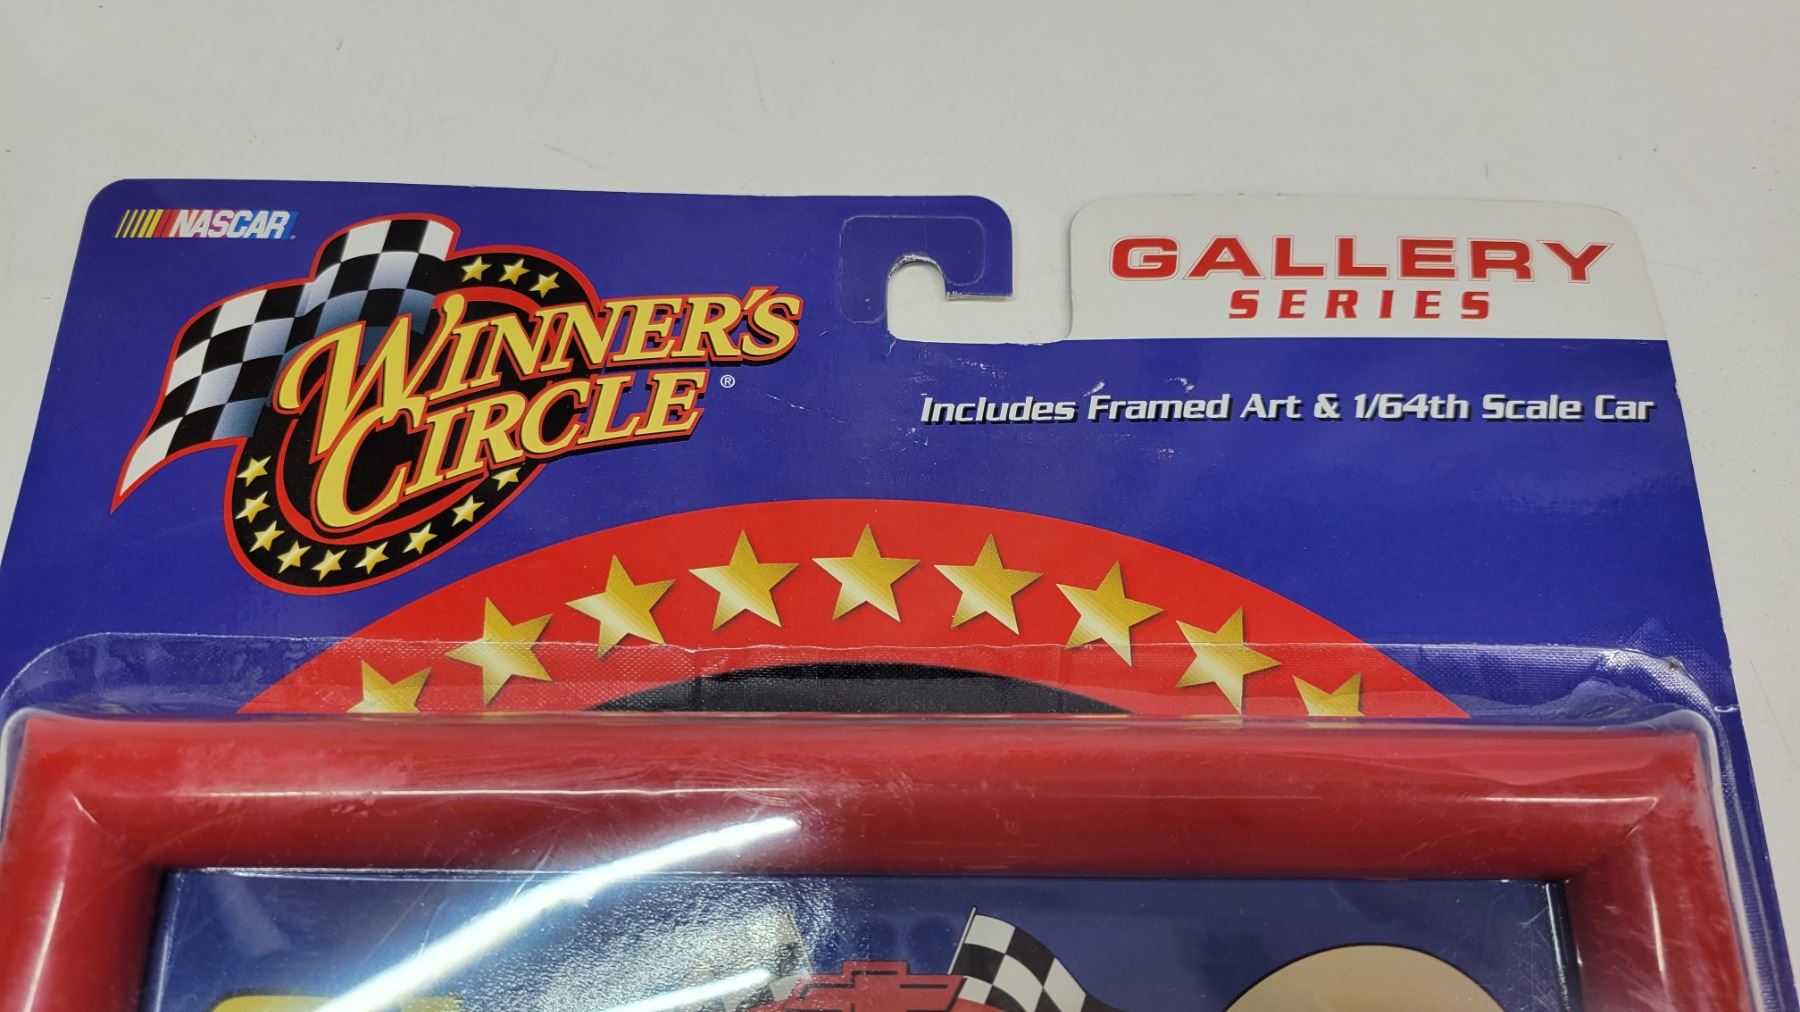 NASCAR.
WINNER'S
CIRCLE®
GALLERY
SERIES
Includes Framed Art & 1/64th Scale Car